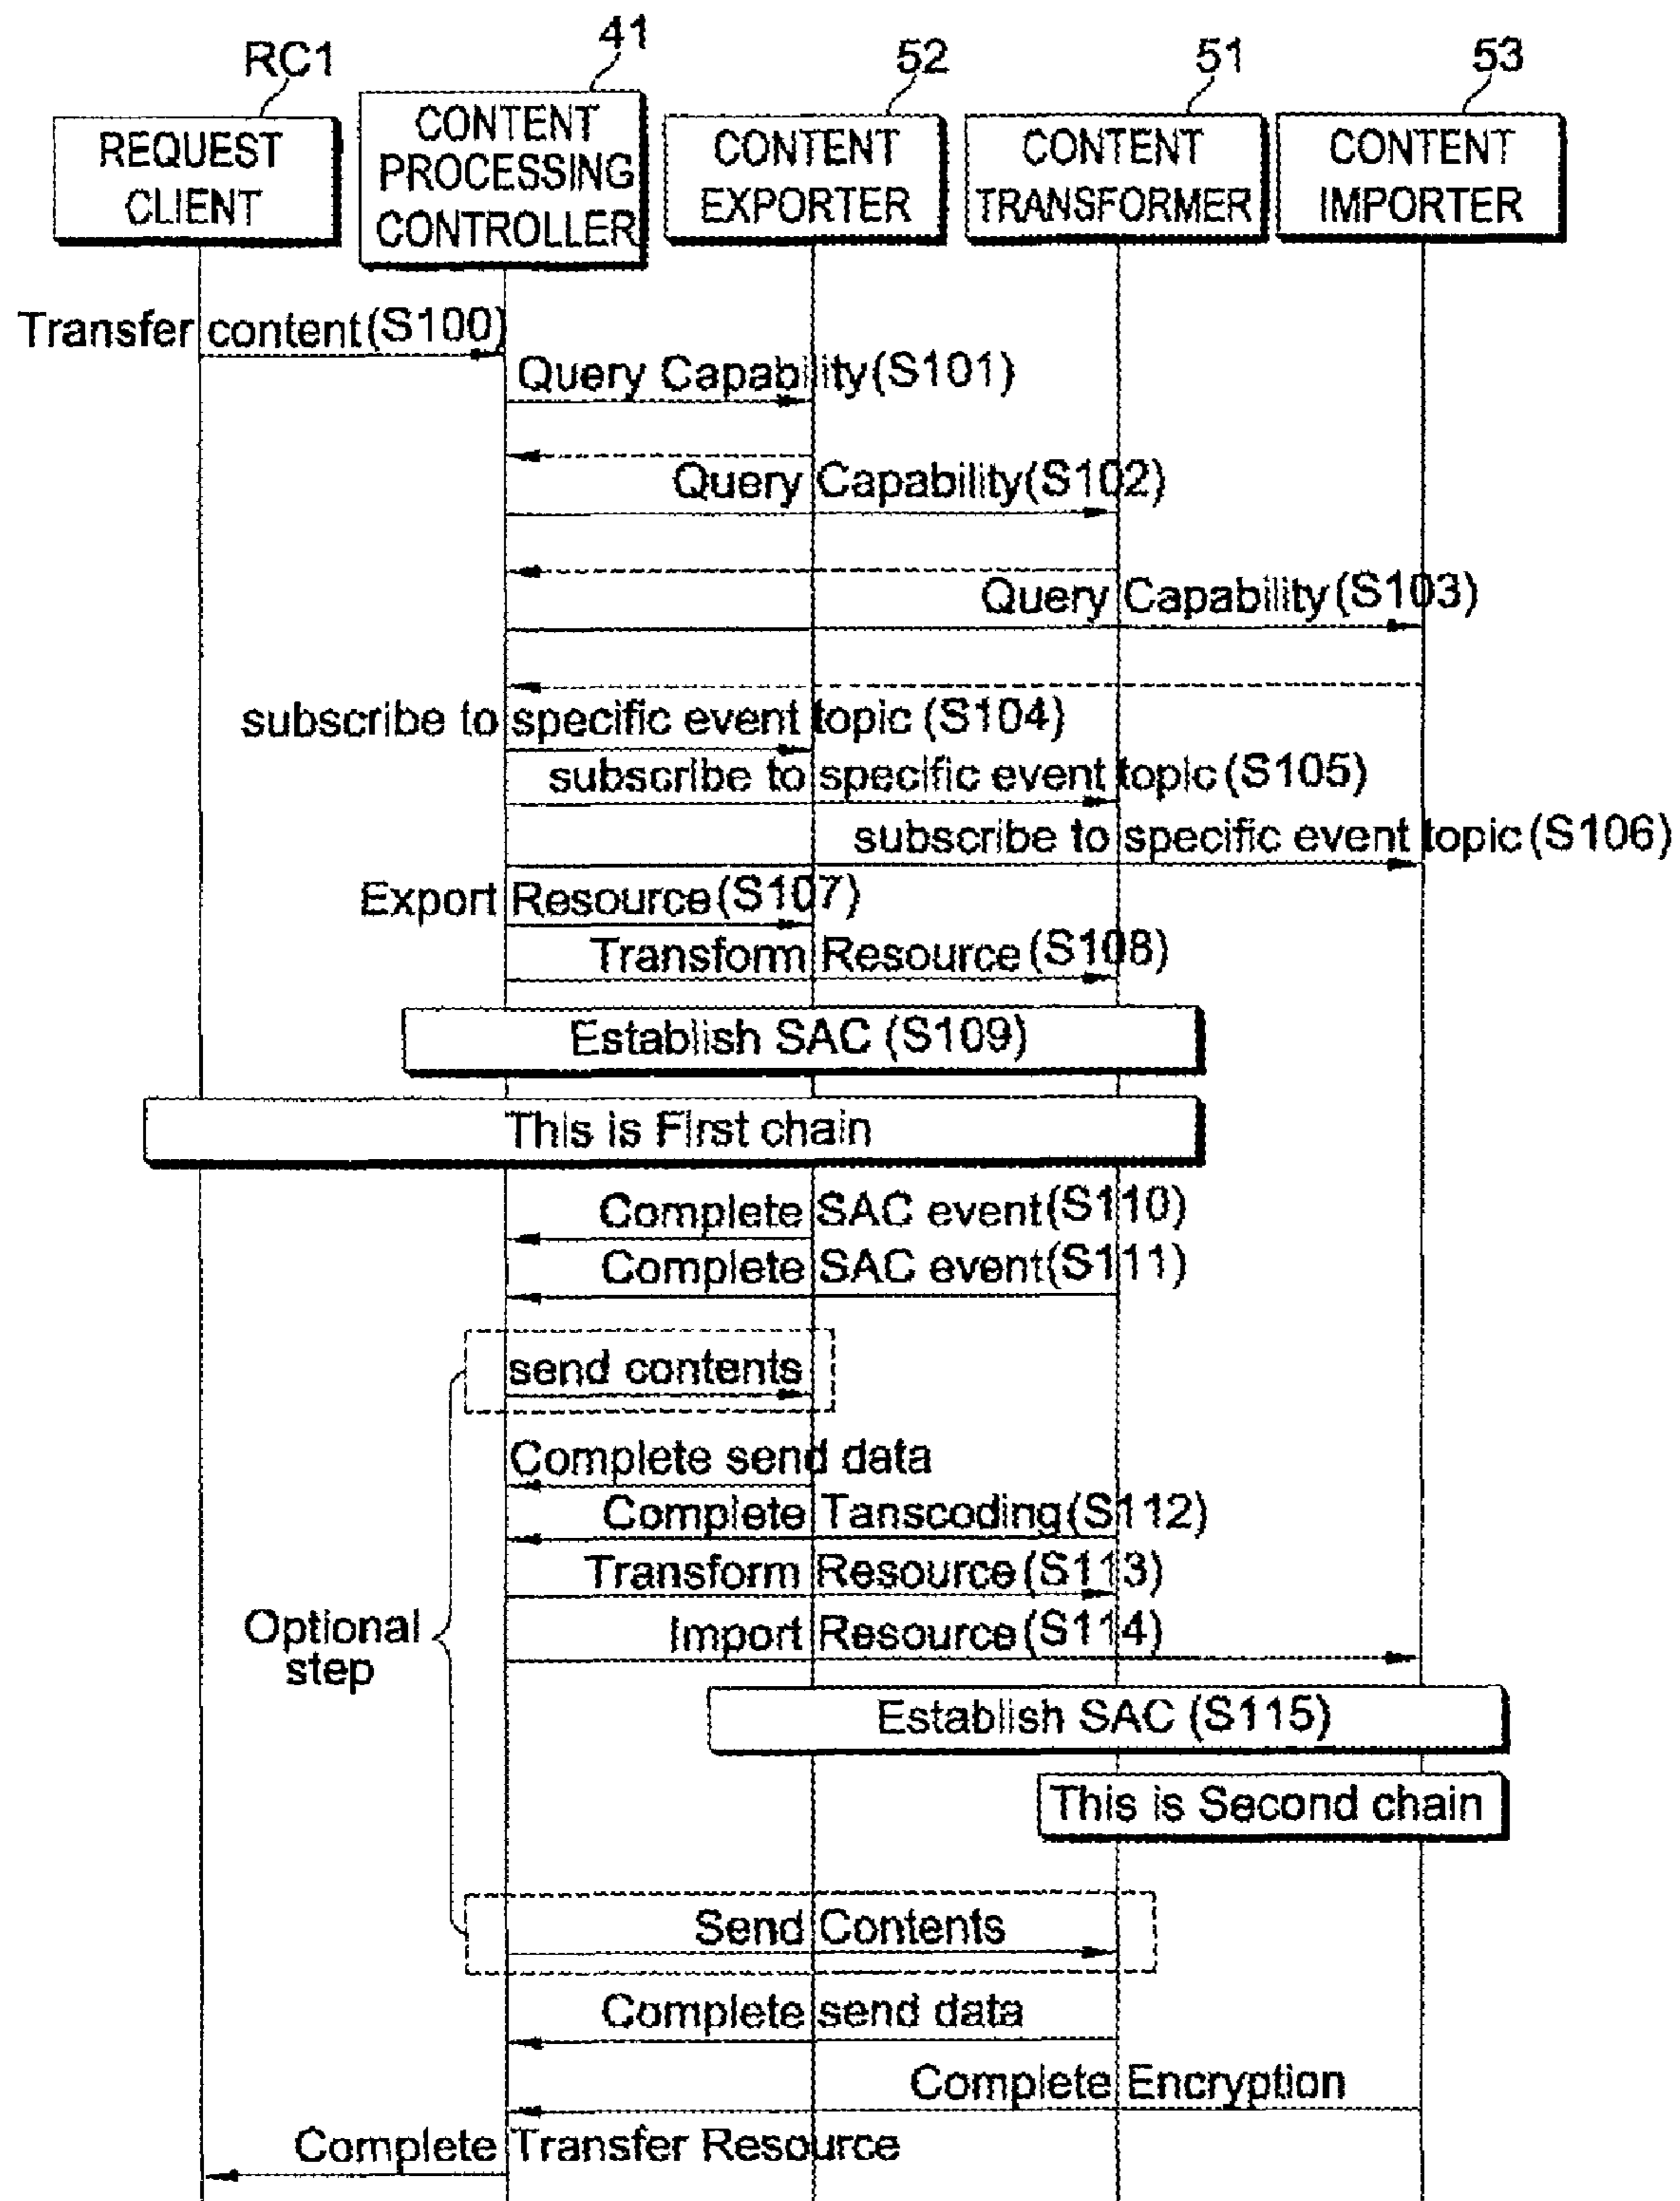 RC1
41
52
51
53
REQUEST
CLIENT
CONTENT
PROCESSING
CONTROLLER
CONTENT
EXPORTER
CONTENT
TRANSFORMER
CONTENT
IMPORTER
Transfer content(S100)
Query Capability(S101)
Query Capability(S102)
Query Capability(S103)
subscribe to specific event topic (S104)
subscribe to specific event topic(S105)
subscribe to specific event topic(S106)
Export Resource(S107)
Transform Resource(S108)
Establish SAC (S109)
This is First chain
Complete SAC event(S110)
Complete SAC event(S111)
send contents
Complete send data
Complete Tanscoding(S112)
Transform Resource(S113)
Import Resource(S114)
Optional
step
Establish SAC (S115)
This is Second chain
Send Contents
Complete send data
Complete Encryption
Complete Transfer Resource